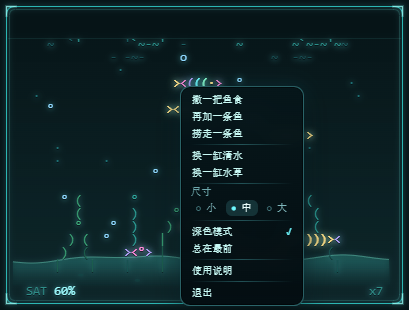 撒一把鱼食
再加一条鱼
捞走一条鱼
换一缸清水
换一缸水草
尺寸
小 中 大
深色模式 ✓
总在最前
使用说明
退出
SAT 60% x7